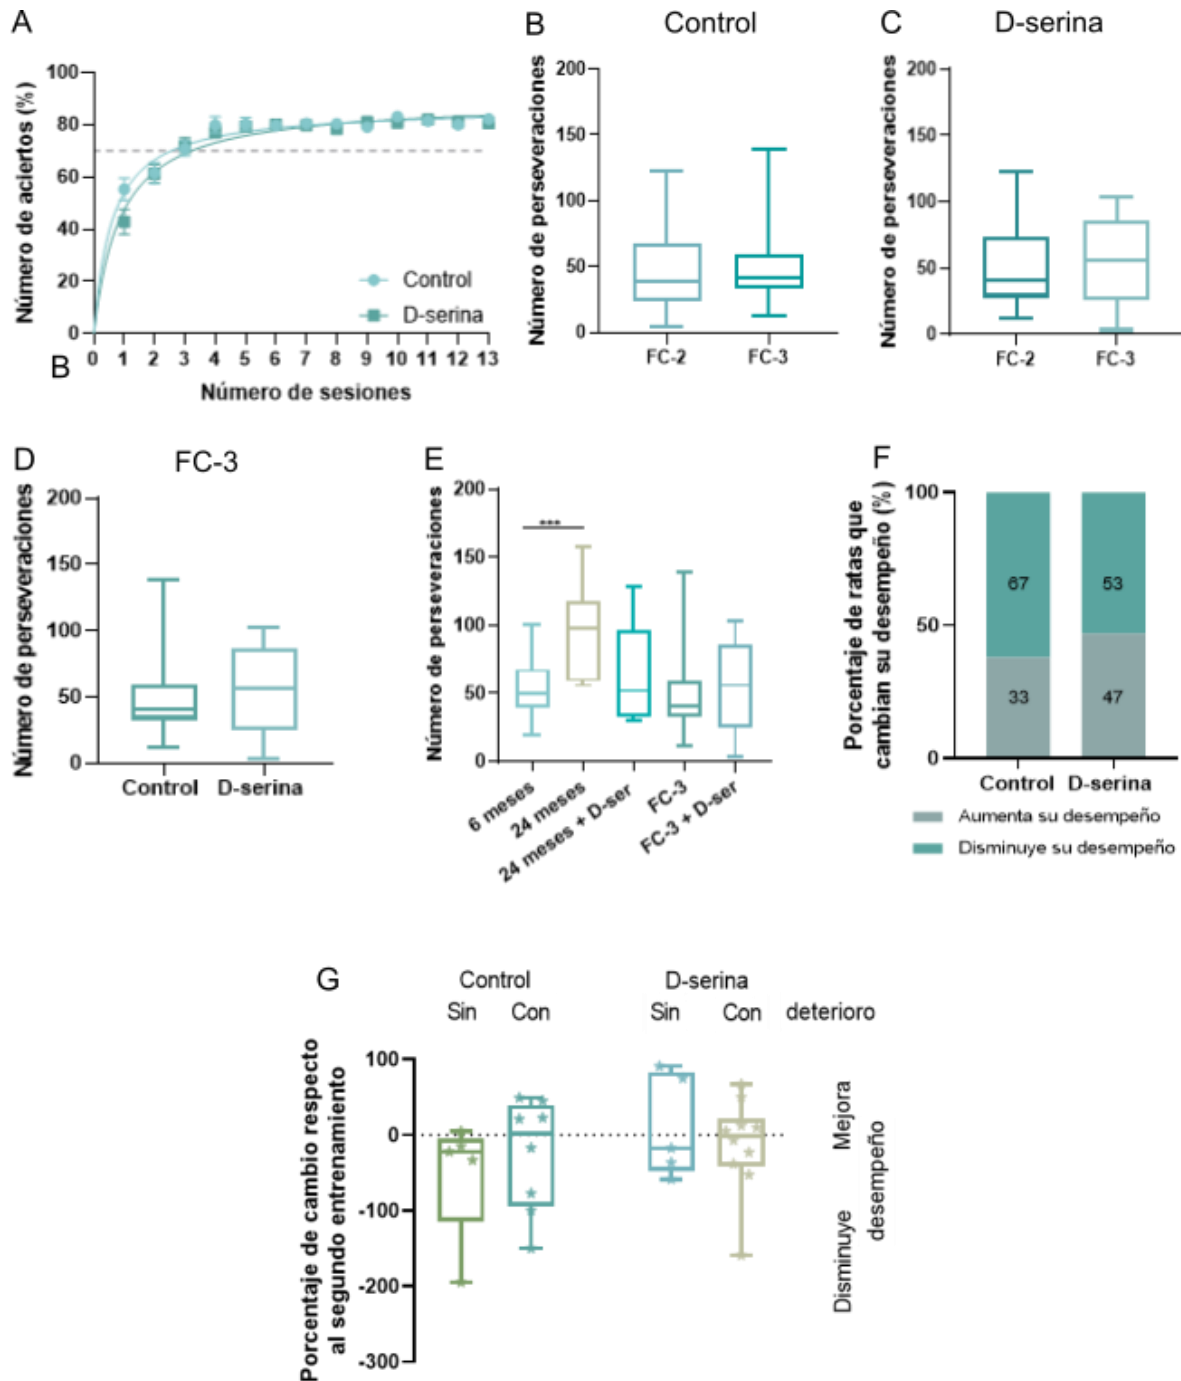 A
Número de aciertos (%)
100
80
60
40
20
0
Control
D-serina
0 1 2 3 4 5 6 7 8 9 10 11 12 13
Número de sesiones
B
B
Control
Número de perseveraciones
200
150
100
50
0
FC-2 FC-3
C
D-serina
Número de perseveraciones
200
150
100
50
0
FC-2 FC-3
D
FC-3
Número de perseveraciones
200
150
100
50
0
Control D-serina
E
Número de perseveraciones
200
150
100
50
0
***
6 meses
24 meses
24 meses + D-ser
FC-3
FC-3 + D-ser
F
Porcentaje de ratas que
cambian su desempeño (%)
100
50
0
67
33
53
47
Control D-serina
Aumenta su desempeño
Disminuye su desempeño
G
Control D-serina
Sin Con Sin Con deterioro
Porcentaje de cambio respecto
al segundo entrenamiento
100
0
-100
-200
-300
Mejora
Disminuye
desempeño